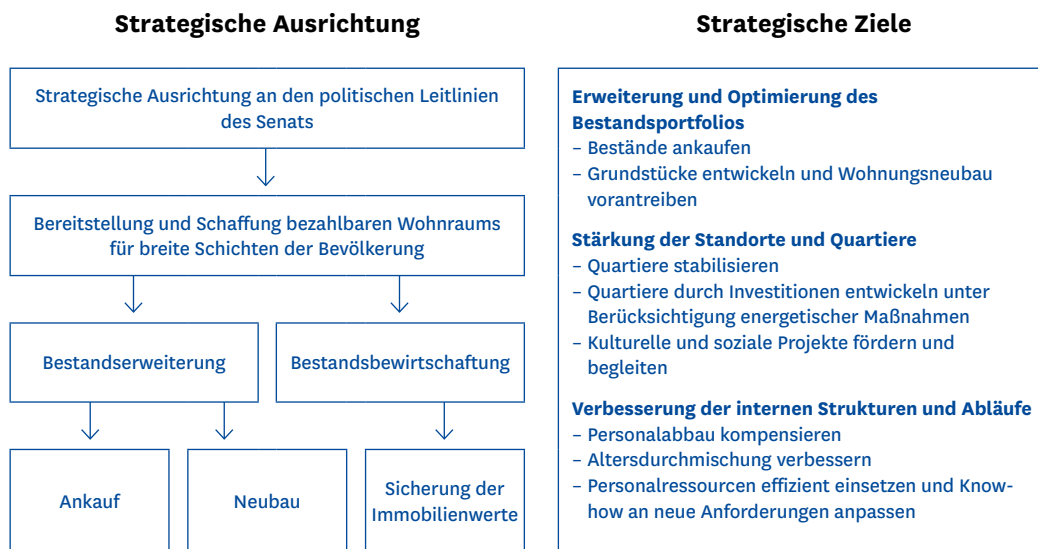 Strategische Ausrichtung
Strategische Ausrichtung an den politischen Leitlinien
des Senats
Bereitstellung und Schaffung bezahlbaren Wohnraums
für breite Schichten der Bevölkerung
Bestandserweiterung
Bestandsbewirtschaftung
Ankauf
Neubau
Sicherung der
Immobilienwerte
Strategische Ziele
Erweiterung und Optimierung des
Bestandsportfolios
– Bestände ankaufen
– Grundstücke entwickeln und Wohnungsneubau
vorantreiben
Stärkung der Standorte und Quartiere
– Quartiere stabilisieren
– Quartiere durch Investitionen entwickeln unter
Berücksichtigung energetischer Maßnahmen
– Kulturelle und soziale Projekte fördern und
begleiten
Verbesserung der internen Strukturen und Abläufe
– Personalabbau kompensieren
– Altersdurchmischung verbessern
– Personalressourcen effizient einsetzen und Know-
how an neue Anforderungen anpassen